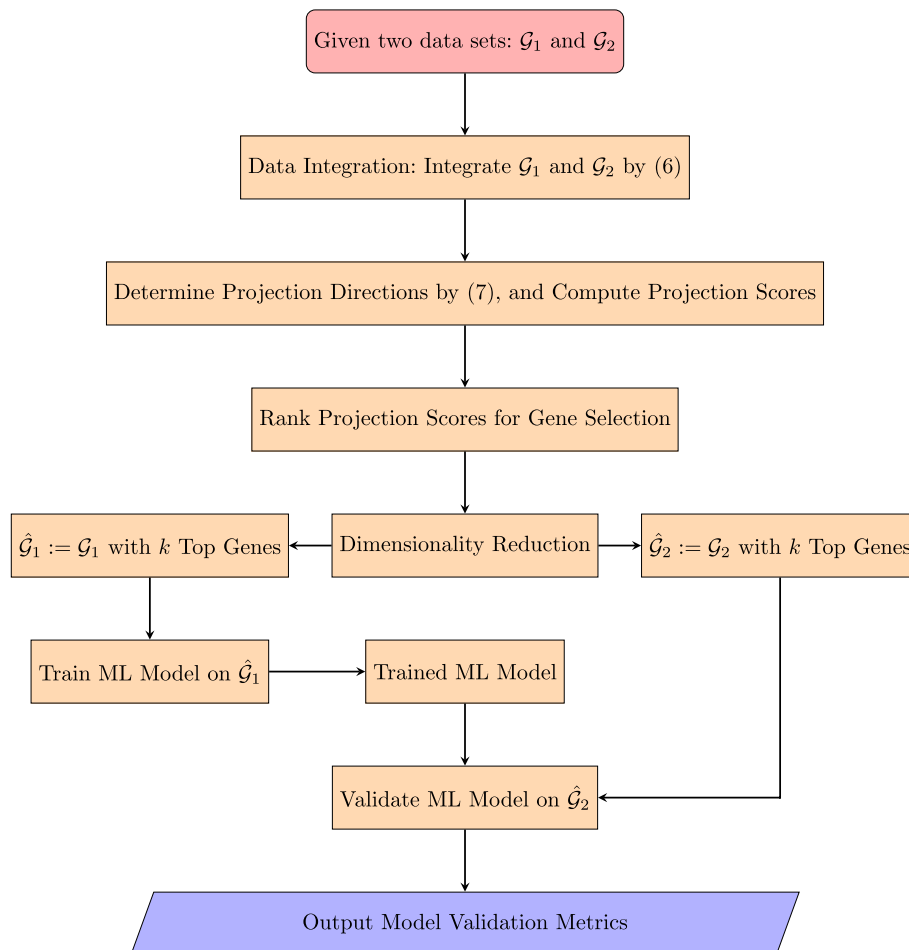 Given two data sets: 𝒢₁ and 𝒢₂
Data Integration: Integrate 𝒢₁ and 𝒢₂ by (6)
Determine Projection Directions by (7), and Compute Projection Scores
Rank Projection Scores for Gene Selection
𝒢̂₁ := 𝒢₁ with k Top Genes
Dimensionality Reduction
𝒢̂₂ := 𝒢₂ with k Top Genes
Train ML Model on 𝒢̂₁
Trained ML Model
Validate ML Model on 𝒢̂₂
Output Model Validation Metrics